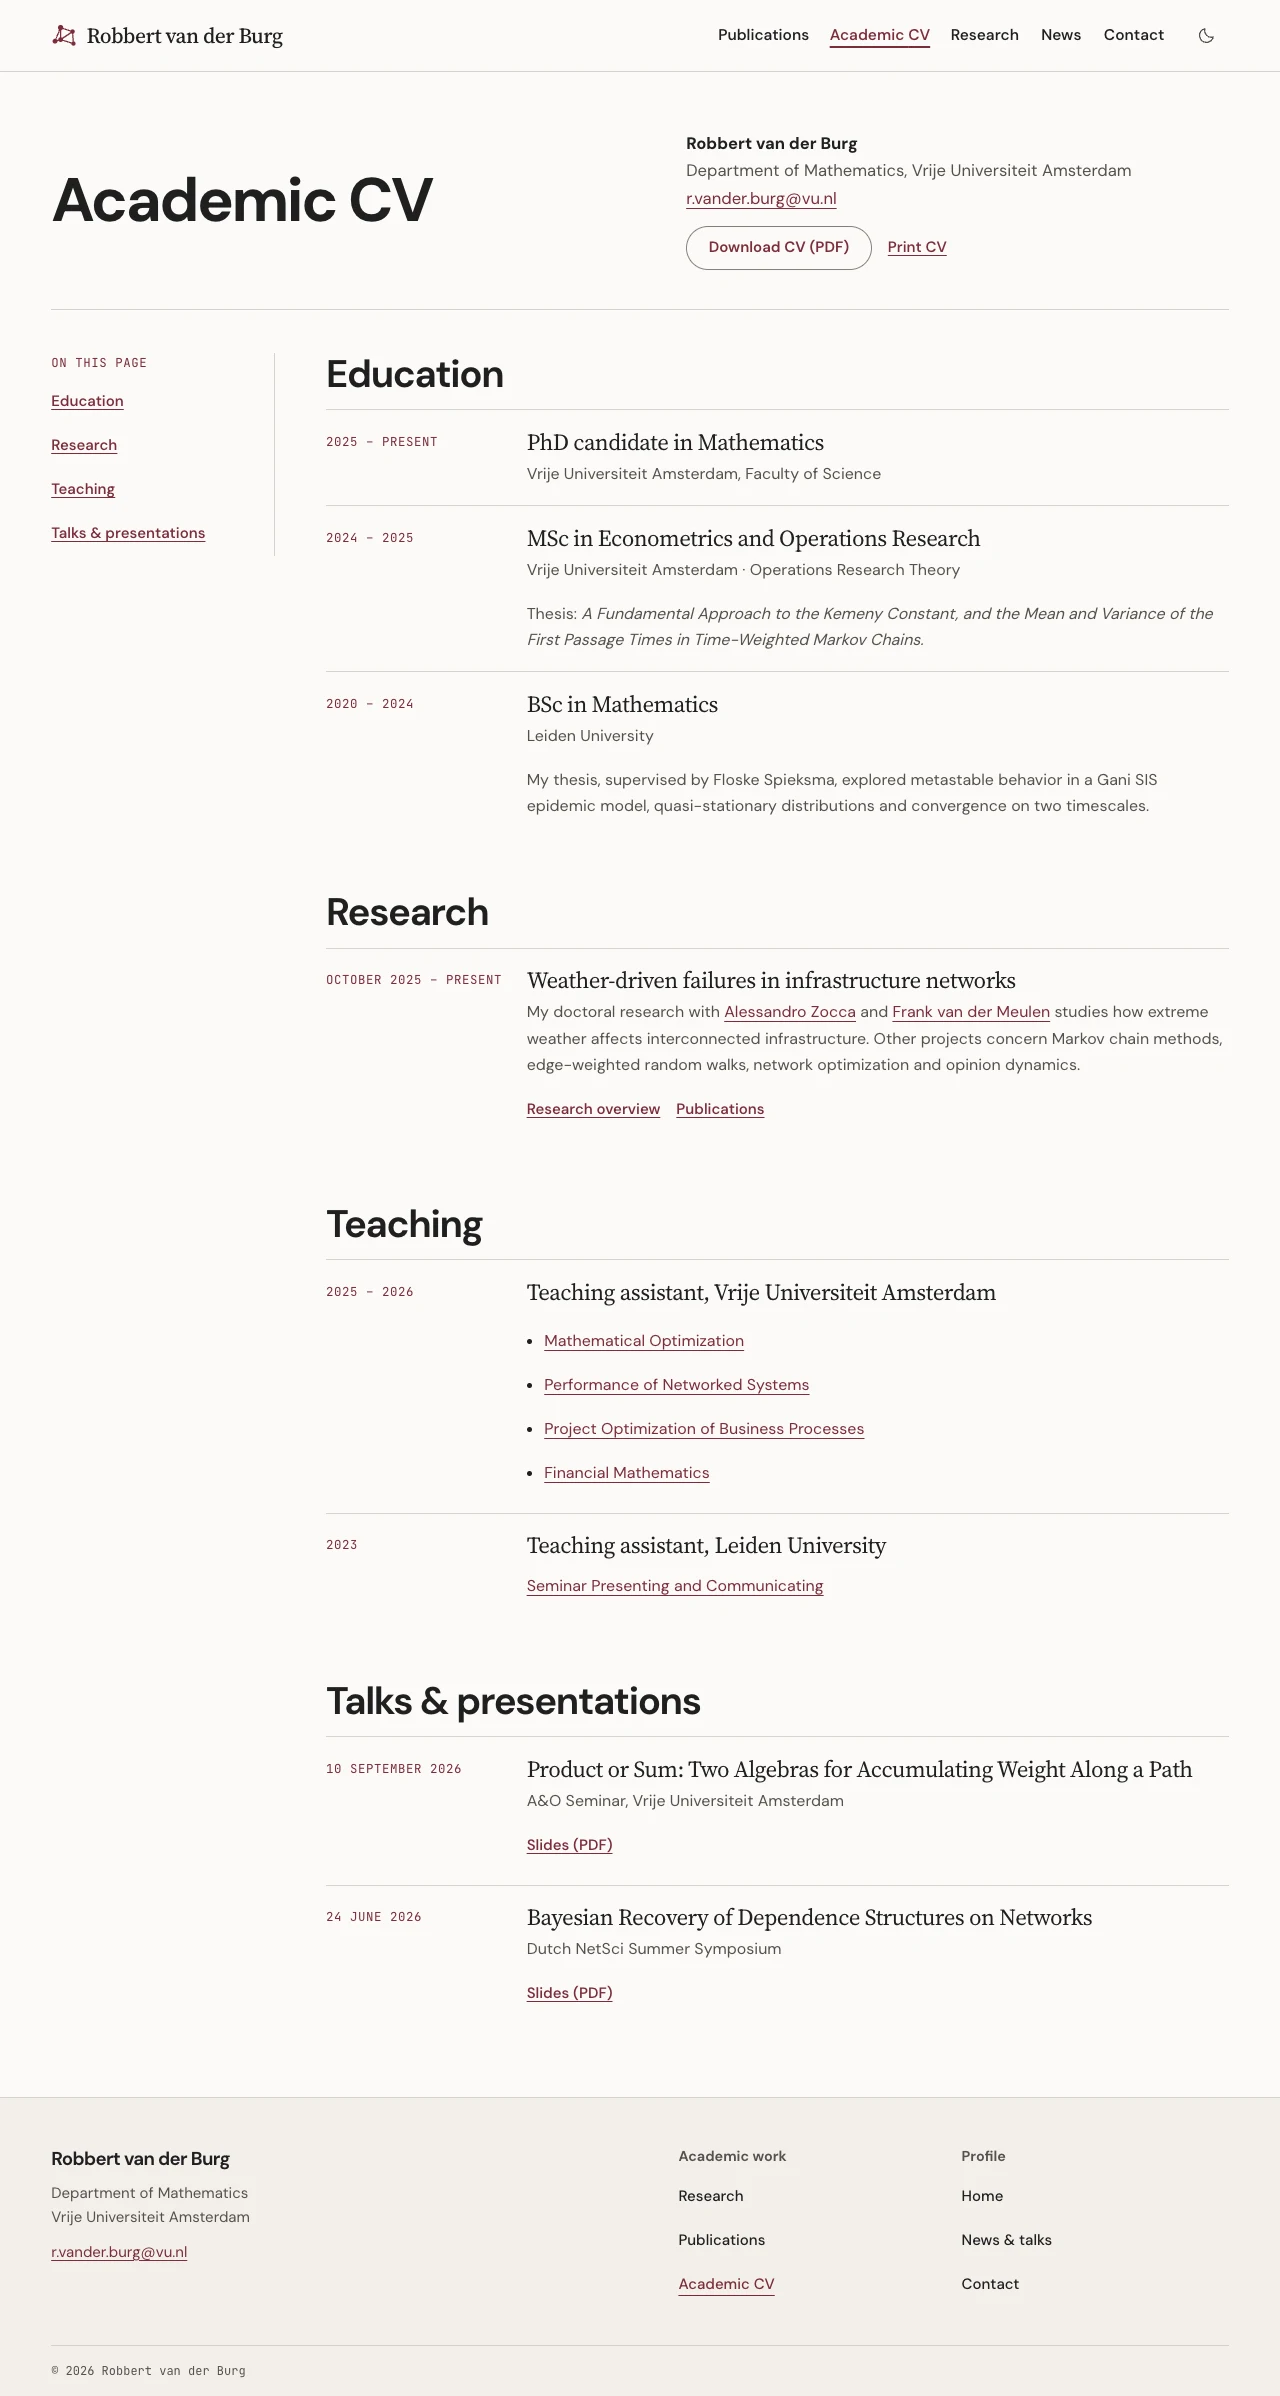 Robbert van der Burg
Publications Academic CV Research News Contact
Academic CV
Robbert van der Burg
Department of Mathematics, Vrije Universiteit Amsterdam
r.vander.burg@vu.nl
Download CV (PDF) Print CV
ON THIS PAGE
Education
Research
Teaching
Talks & presentations
Education
2025 – PRESENT
PhD candidate in Mathematics
Vrije Universiteit Amsterdam, Faculty of Science
2024 – 2025
MSc in Econometrics and Operations Research
Vrije Universiteit Amsterdam · Operations Research Theory
Thesis: A Fundamental Approach to the Kemeny Constant, and the Mean and Variance of the
First Passage Times in Time-Weighted Markov Chains.
2020 – 2024
BSc in Mathematics
Leiden University
My thesis, supervised by Floske Spieksma, explored metastable behavior in a Gani SIS
epidemic model, quasi-stationary distributions and convergence on two timescales.
Research
OCTOBER 2025 – PRESENT
Weather-driven failures in infrastructure networks
My doctoral research with Alessandro Zocca and Frank van der Meulen studies how extreme
weather affects interconnected infrastructure. Other projects concern Markov chain methods,
edge-weighted random walks, network optimization and opinion dynamics.
Research overview Publications
Teaching
2025 – 2026
Teaching assistant, Vrije Universiteit Amsterdam
• Mathematical Optimization
• Performance of Networked Systems
• Project Optimization of Business Processes
• Financial Mathematics
2023
Teaching assistant, Leiden University
Seminar Presenting and Communicating
Talks & presentations
10 SEPTEMBER 2026
Product or Sum: Two Algebras for Accumulating Weight Along a Path
A&O Seminar, Vrije Universiteit Amsterdam
Slides (PDF)
24 JUNE 2026
Bayesian Recovery of Dependence Structures on Networks
Dutch NetSci Summer Symposium
Slides (PDF)
Robbert van der Burg
Department of Mathematics
Vrije Universiteit Amsterdam
r.vander.burg@vu.nl
Academic work
Research
Publications
Academic CV
Profile
Home
News & talks
Contact
© 2026 Robbert van der Burg